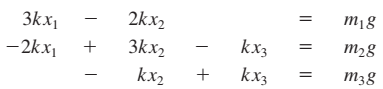 3kx₁ − 2kx₂ = m₁g
−2kx₁ + 3kx₂ − kx₃ = m₂g
− kx₂ + kx₃ = m₃g